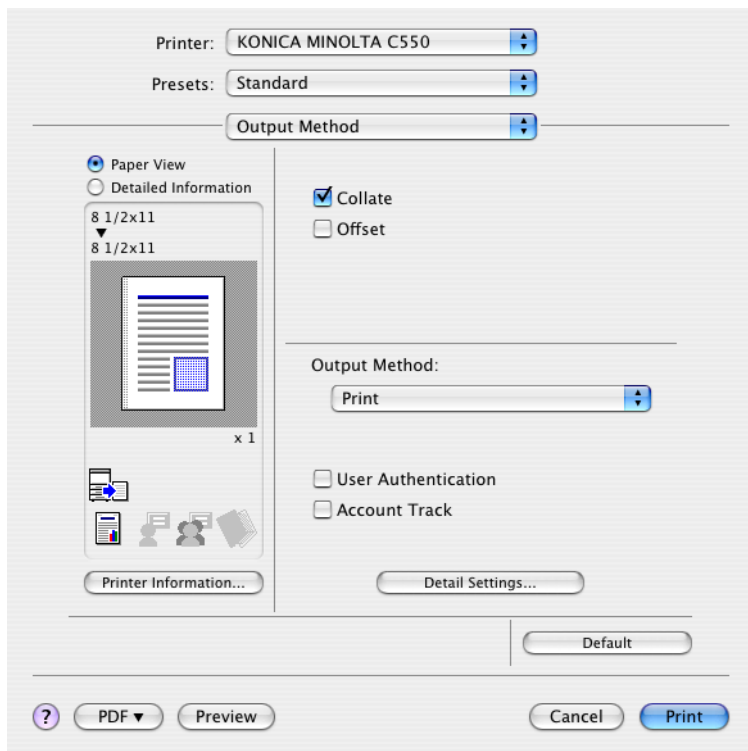 Printer: KONICA MINOLTA C550
Presets: Standard
Output Method
Paper View
Detailed Information
8 1/2x11
▼
8 1/2x11
x 1
Printer Information...
Collate
Offset
Output Method:
Print
User Authentication
Account Track
Detail Settings...
Default
? PDF ▼ Preview Cancel Print